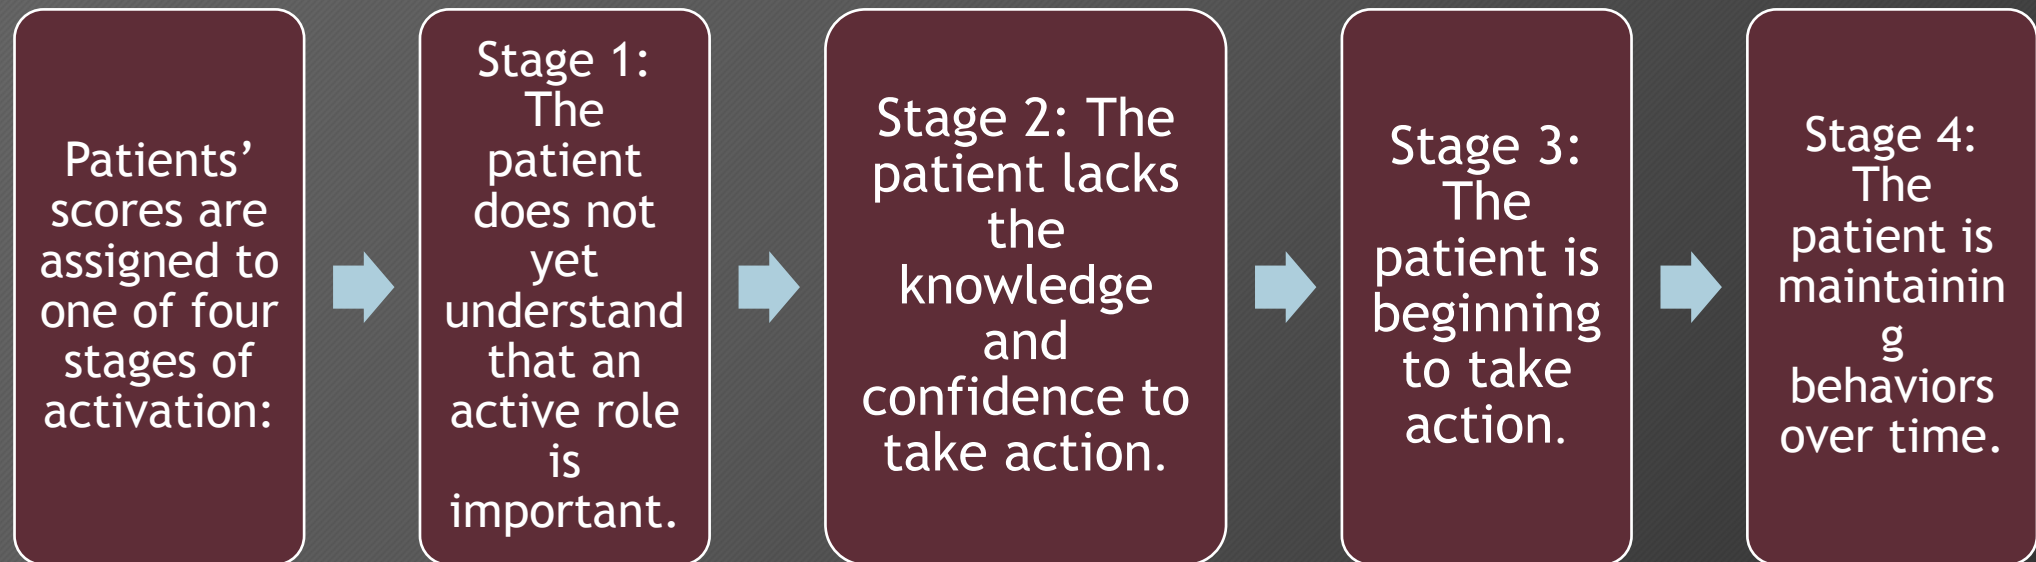 Patients’
scores are
assigned to
one of four
stages of
activation:
Stage 1:
The
patient
does not
yet
understand
that an
active role
is
important.
Stage 2: The
patient lacks
the
knowledge
and
confidence to
take action.
Stage 3:
The
patient is
beginning
to take
action.
Stage 4:
The
patient is
maintainin
g
behaviors
over time.